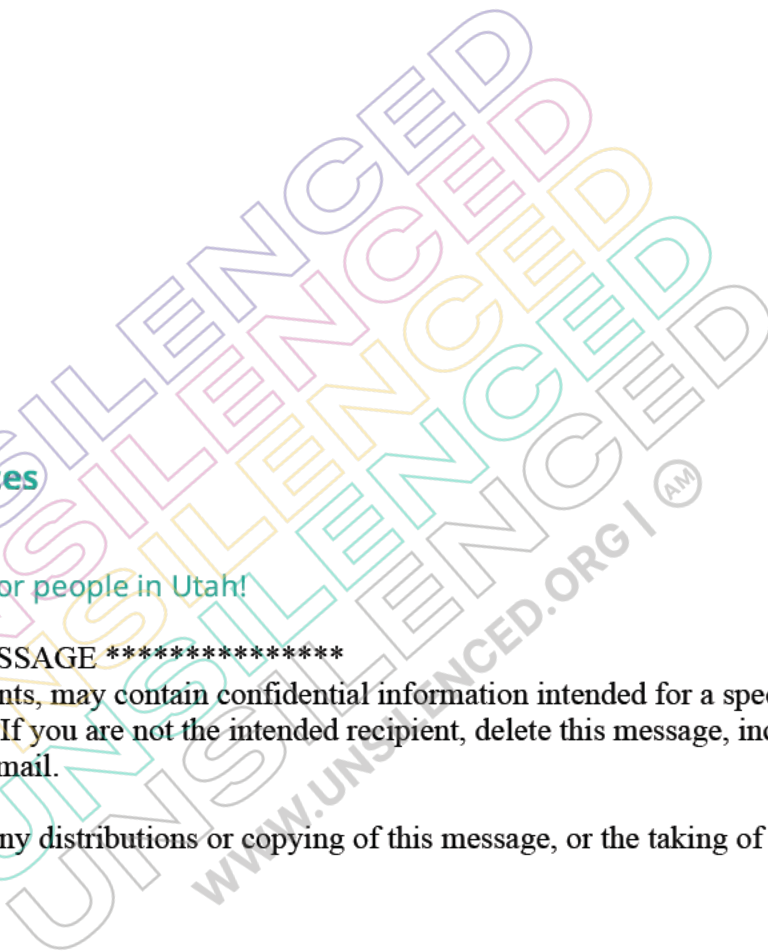 UNSILENCED
UNSILENCED
UNSILENCED
UNSILENCED
UNSILENCED
WWW.UNSILENCED.ORG | AM
es
or people in Utah!
SSAGE ***************
nts, may contain confidential information intended for a spe
If you are not the intended recipient, delete this message, in
mail.
ny distributions or copying of this message, or the taking of